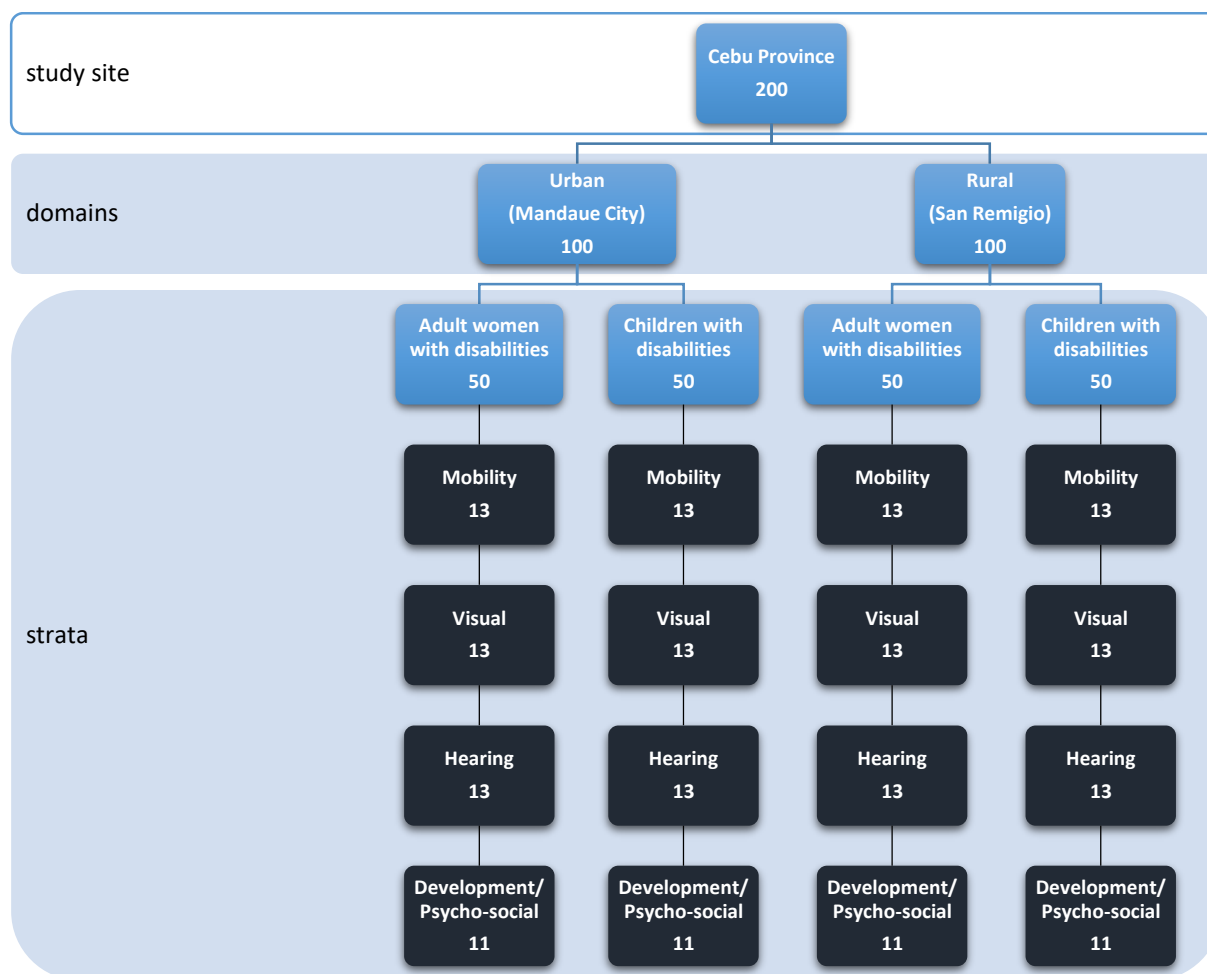 study site
Cebu Province
200
domains
Urban
(Mandaue City)
100
Rural
(San Remigio)
100
strata
Adult women
with disabilities
50
Children with
disabilities
50
Adult women
with disabilities
50
Children with
disabilities
50
Mobility
13
Mobility
13
Mobility
13
Mobility
13
Visual
13
Visual
13
Visual
13
Visual
13
Hearing
13
Hearing
13
Hearing
13
Hearing
13
Development/
Psycho-social
11
Development/
Psycho-social
11
Development/
Psycho-social
11
Development/
Psycho-social
11